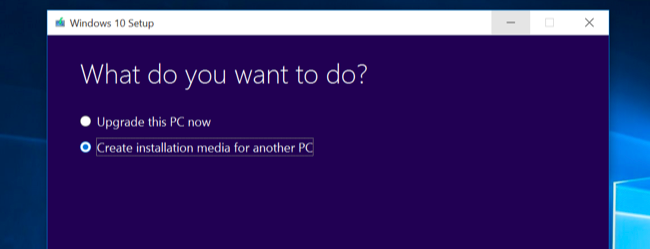 Windows 10 Setup
What do you want to do?
Upgrade this PC now
Create installation media for another PC